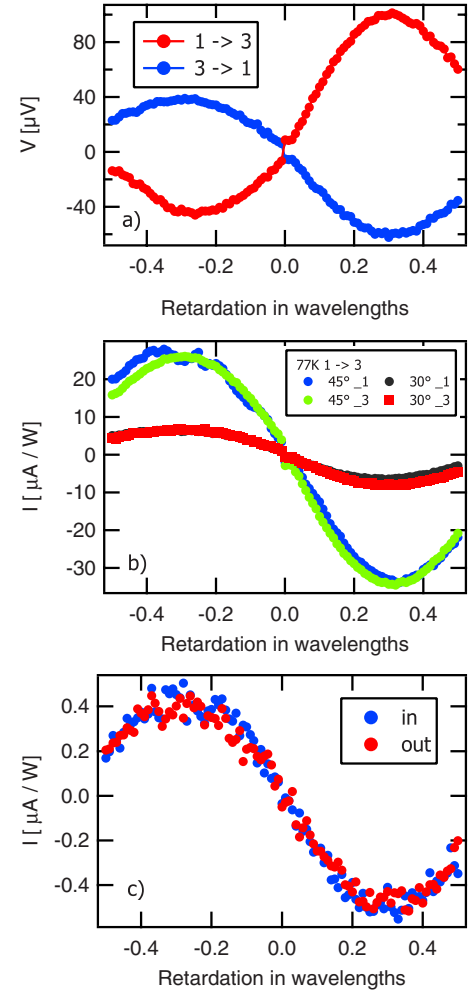 1 -> 3
3 -> 1
V [µV]
80
40
0
-40
a)
-0.4 -0.2 0.0 0.2 0.4
Retardation in wavelengths
77K 1 -> 3
45° _1 30° _1
45° _3 30° _3
I [ µA / W]
20
10
0
-10
-20
-30
b)
-0.4 -0.2 0.0 0.2 0.4
Retardation in wavelengths
in
out
I [ µA / W]
0.4
0.2
0.0
-0.2
-0.4
c)
-0.4 -0.2 0.0 0.2 0.4
Retardation in wavelengths